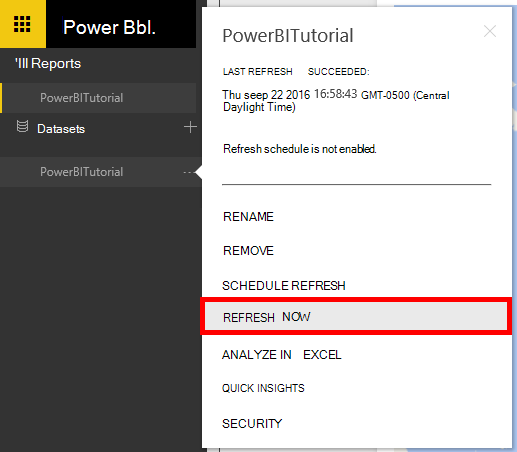 Power Bbl.
'III Reports
PowerBITutorial
Datasets
PowerBITutorial
PowerBITutorial
LAST REFRESH SUCCEEDED:
Thu seep 22 2016 16:58:43 GMT-0500 (Central
Daylight Time)
Refresh schedule is not enabled.
RENAME
REMOVE
SCHEDULE REFRESH
REFRESH NOW
ANALYZE IN EXCEL
QUICK INSIGHTS
SECURITY